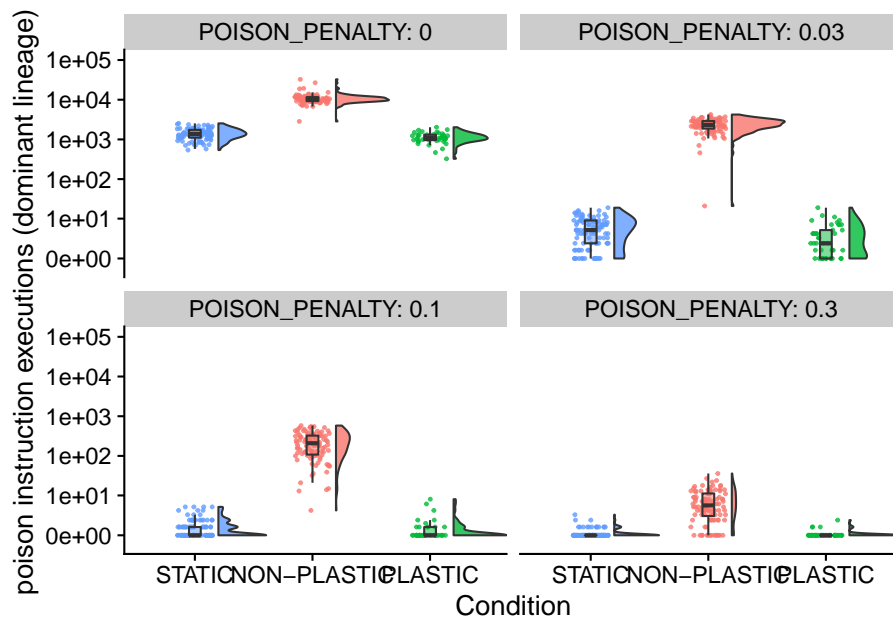 POISON_PENALTY: 0
POISON_PENALTY: 0.03
1e+05
1e+04
1e+03
1e+02
1e+01
0e+00
POISON_PENALTY: 0.1
POISON_PENALTY: 0.3
1e+05
1e+04
1e+03
1e+02
1e+01
0e+00
poison instruction executions (dominant lineage)
STATIC NON−PLASTIC PLASTIC
STATIC NON−PLASTIC PLASTIC
Condition